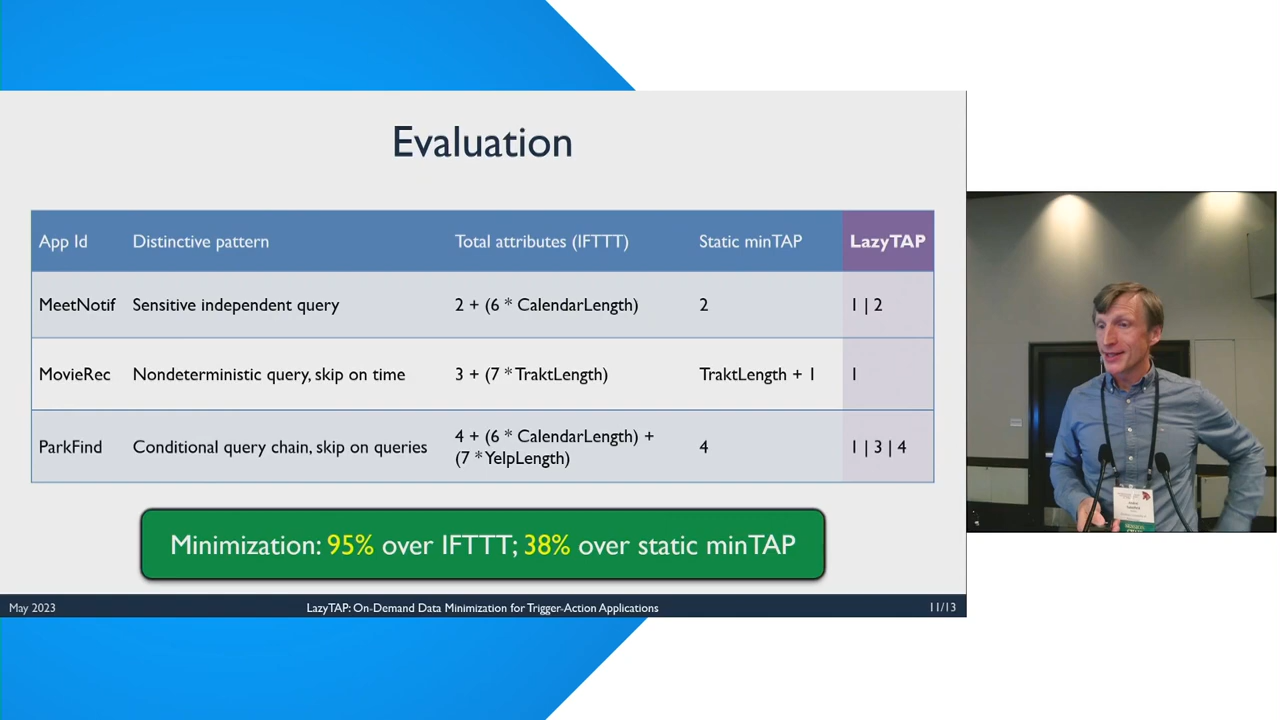 Evaluation
App Id Distinctive pattern Total attributes (IFTTT) Static minTAP LazyTAP
MeetNotif Sensitive independent query 2 + (6 * CalendarLength) 2 1 | 2
MovieRec Nondeterministic query, skip on time 3 + (7 * TraktLength) TraktLength + 1 1
ParkFind Conditional query chain, skip on queries 4 + (6 * CalendarLength) + 4 1 | 3 | 4
(7 * YelpLength)
Minimization: 95% over IFTTT; 38% over static minTAP
May 2023 LazyTAP: On-Demand Data Minimization for Trigger-Action Applications 11/13